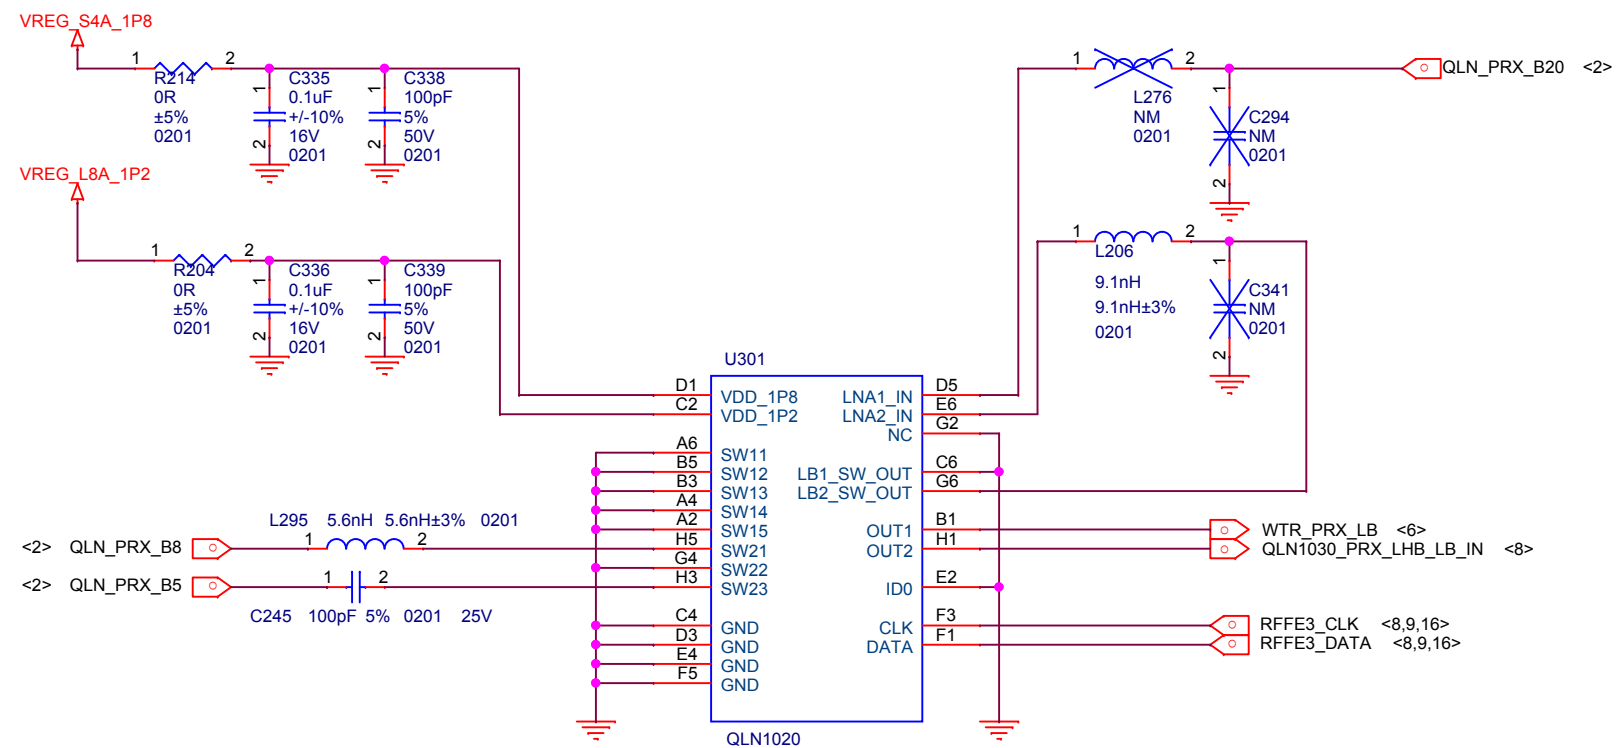 VREG_S4A_1P8
1 2
R214
0R
±5%
0201
1 2
C335
0.1uF
+/-10%
16V
0201
1 2
C338
100pF
5%
50V
0201
VREG_L8A_1P2
1 2
R204
0R
±5%
0201
1 2
C336
0.1uF
+/-10%
16V
0201
1 2
C339
100pF
5%
50V
0201
1 2
L276
NM
0201
QLN_PRX_B20 <2>
1 2
C294
NM
0201
1 2
L206
9.1nH
9.1nH±3%
0201
1 2
C341
NM
0201
U301
D1 VDD_1P8
C2 VDD_1P2
A6 SW11
B5 SW12
B3 SW13
A4 SW14
A2 SW15
H5 SW21
G4 SW22
H3 SW23
C4 GND
D3 GND
E4 GND
F5 GND
LNA1_IN D5
LNA2_IN E6
NC G2
LB1_SW_OUT C6
LB2_SW_OUT G6
OUT1 B1
OUT2 H1
ID0 E2
CLK F3
DATA F1
QLN1020
L295 5.6nH 5.6nH±3% 0201
<2> QLN_PRX_B8
1 2
<2> QLN_PRX_B5
1 2
C245 100pF 5% 0201 25V
WTR_PRX_LB <6>
QLN1030_PRX_LHB_LB_IN <8>
RFFE3_CLK <8,9,16>
RFFE3_DATA <8,9,16>